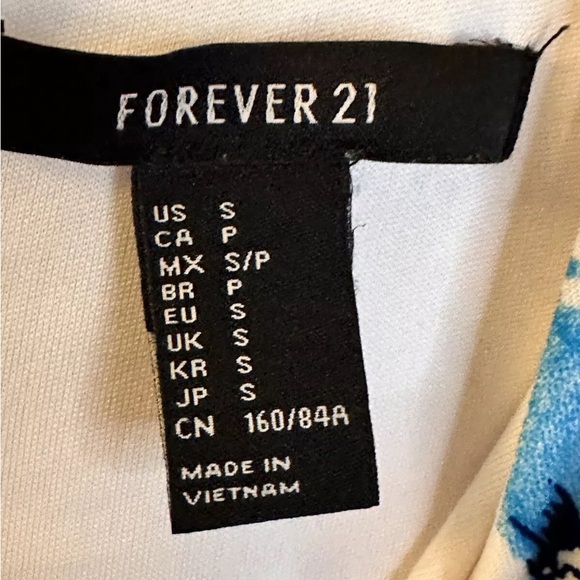 FOREVER 21
US S
CA P
MX S/P
BR P
EU S
UK S
KR S
JP S
CN 160/84A
MADE IN
VIETNAM